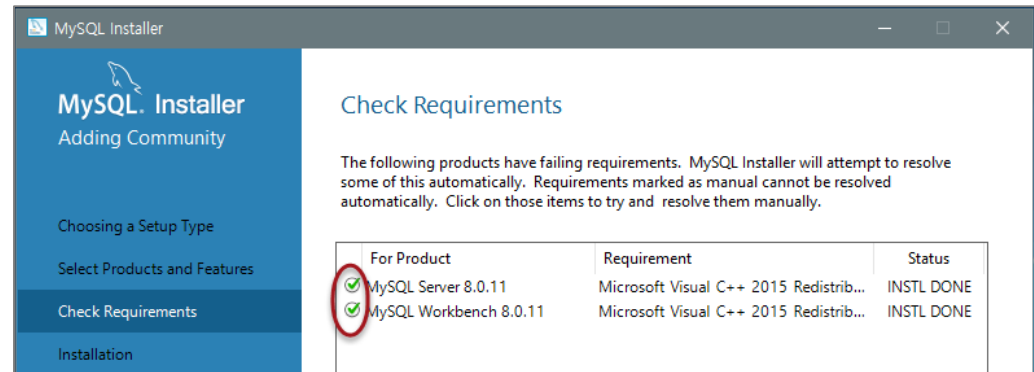 MySQL Installer
MySQL. Installer
Adding Community
Choosing a Setup Type
Select Products and Features
Check Requirements
Installation
Check Requirements
The following products have failing requirements. MySQL Installer will attempt to resolve
some of this automatically. Requirements marked as manual cannot be resolved
automatically. Click on those items to try and resolve them manually.
For Product Requirement Status
MySQL Server 8.0.11 Microsoft Visual C++ 2015 Redistrib... INSTL DONE
MySQL Workbench 8.0.11 Microsoft Visual C++ 2015 Redistrib... INSTL DONE